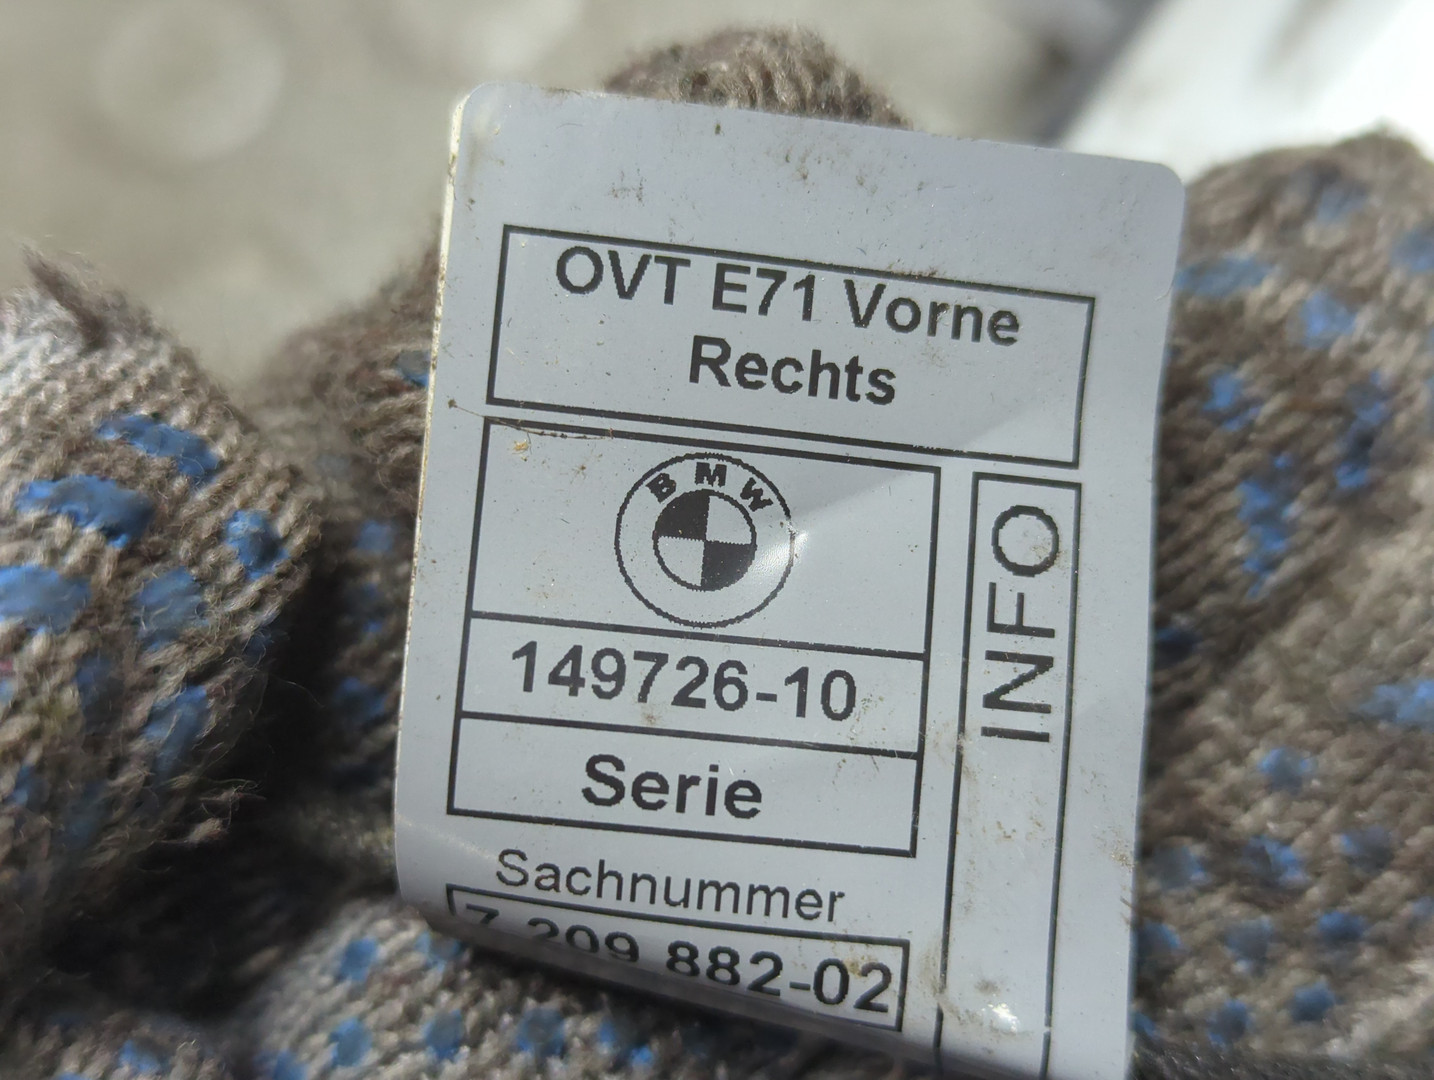 OVT E71 Vorne
Rechts
BMW
INFO
149726-10
Serie
Sachnummer
7 209 882-02